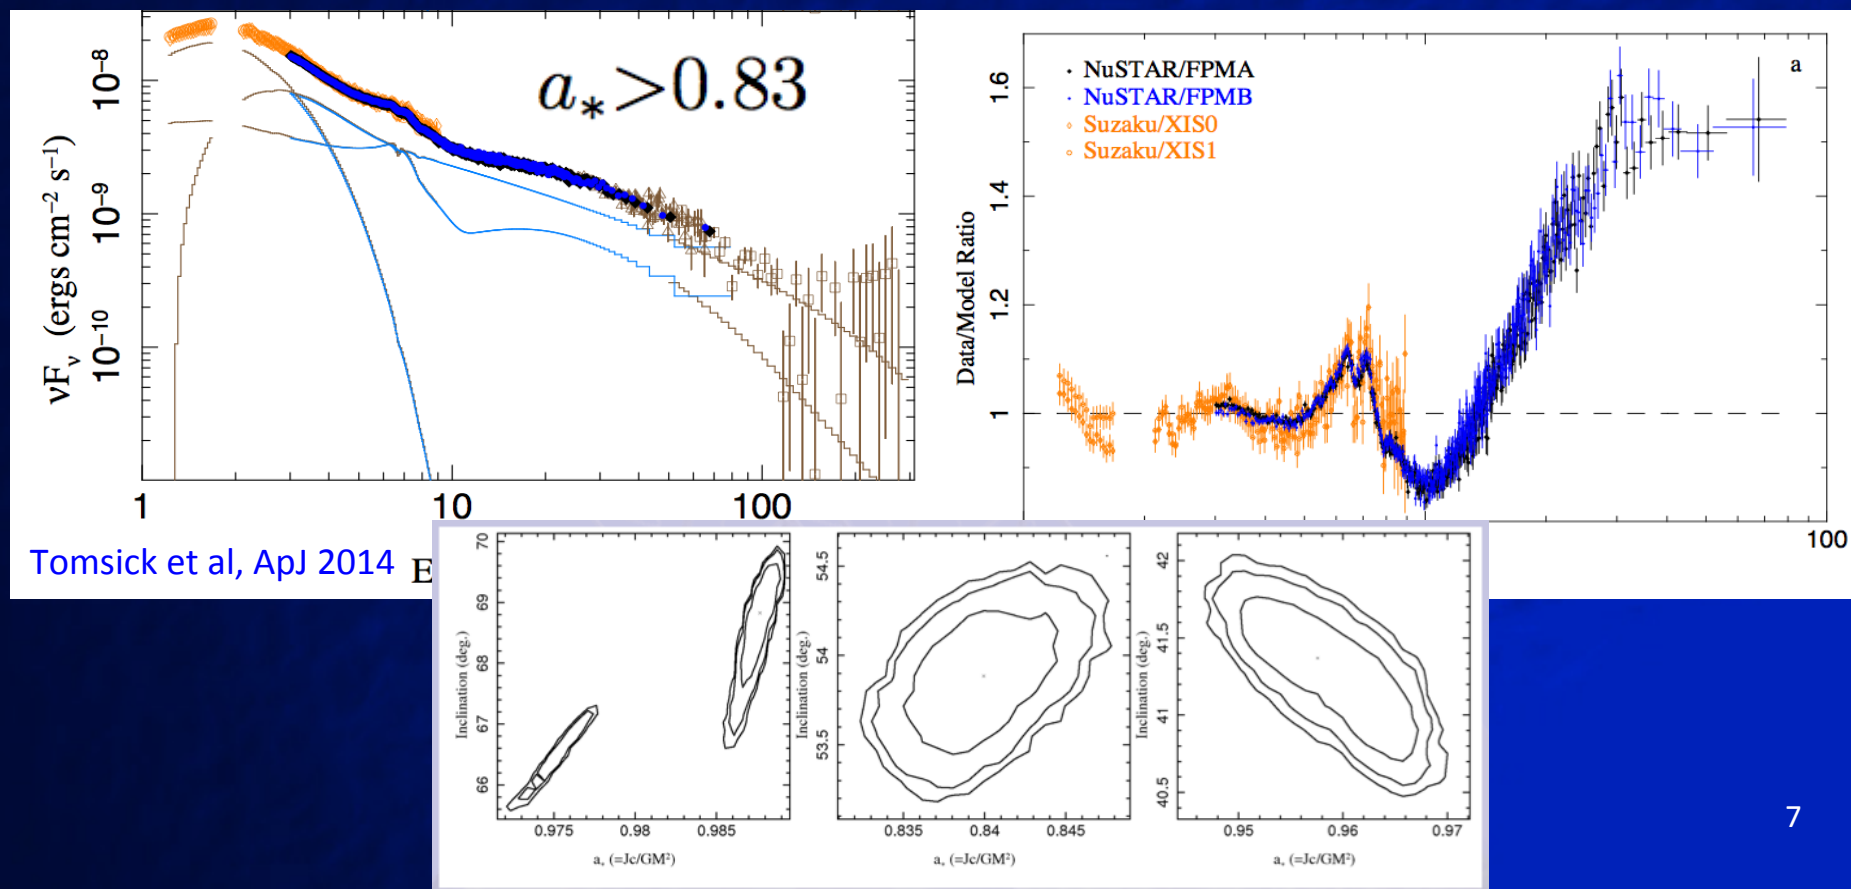 a* > 0.83
νFν (ergs cm−2 s−1)
10−8
10−9
10−10
1
10
100
Tomsick et al, ApJ 2014
E
a
NuSTAR/FPMA
NuSTAR/FPMB
Suzaku/XIS0
Suzaku/XIS1
Data/Model Ratio
1.6
1.4
1.2
1
100
Inclination (deg.)
70
69
68
67
66
0.975 0.98 0.985
a* (=Jc/GM²)
Inclination (deg.)
54.5
54
53.5
0.835 0.84 0.845
a* (=Jc/GM²)
Inclination (deg.)
42
41.5
41
40.5
0.95 0.96 0.97
a* (=Jc/GM²)
7